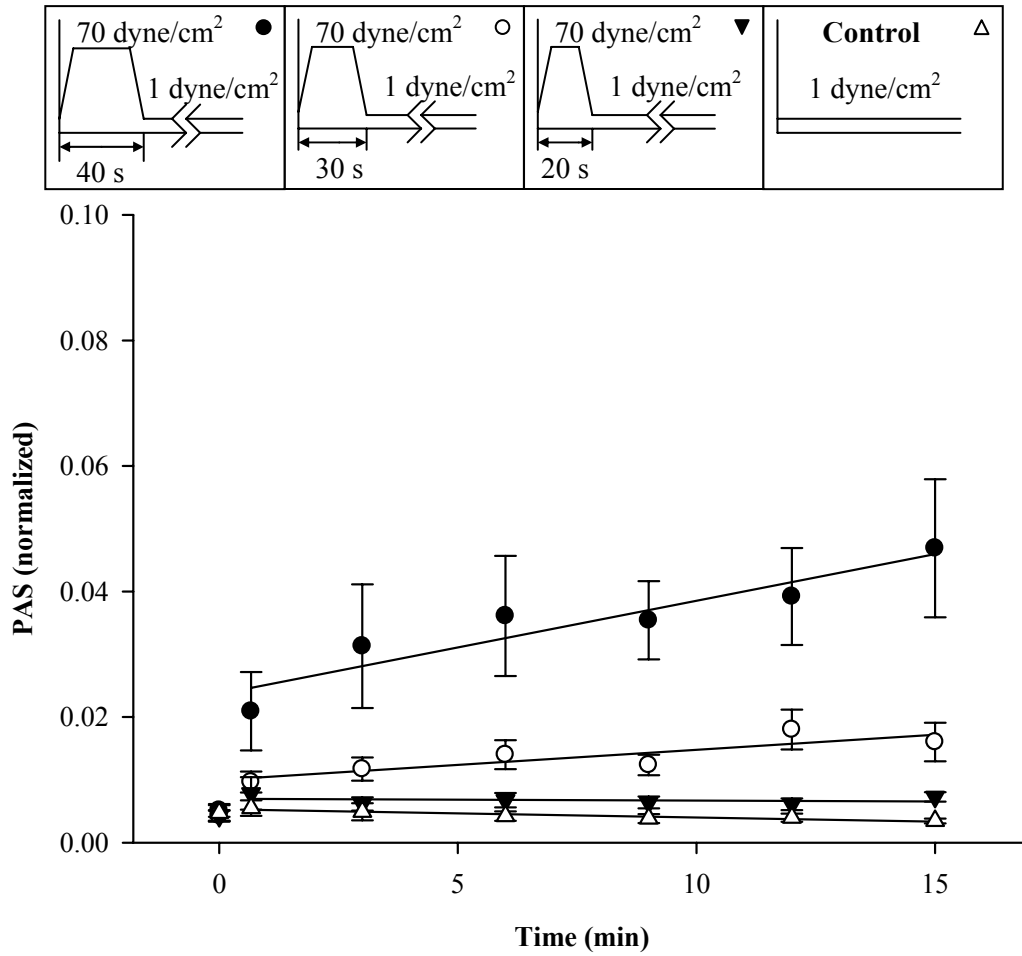 70 dyne/cm²
1 dyne/cm²
40 s
70 dyne/cm²
1 dyne/cm²
30 s
70 dyne/cm²
1 dyne/cm²
20 s
Control
1 dyne/cm²
0.10
0.08
0.06
0.04
0.02
0.00
PAS (normalized)
0 5 10 15
Time (min)